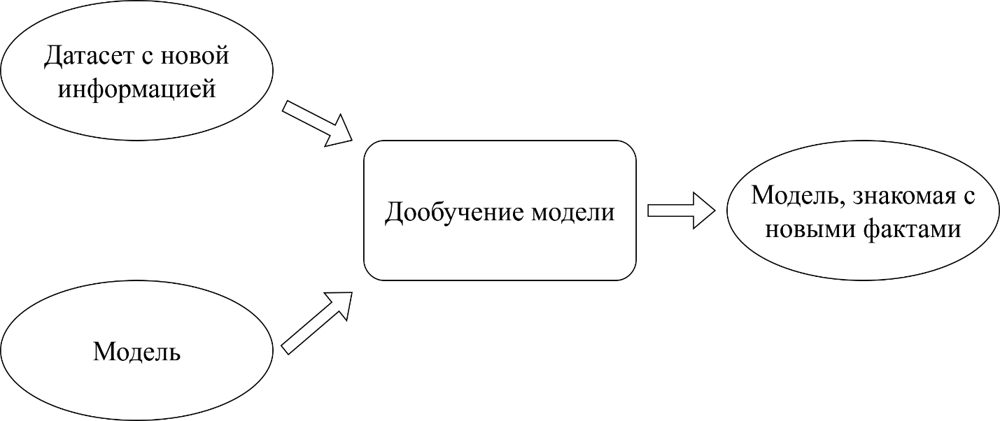 Датасет с новой
информацией
Дообучение модели
Модель, знакомая с
новыми фактами
Модель